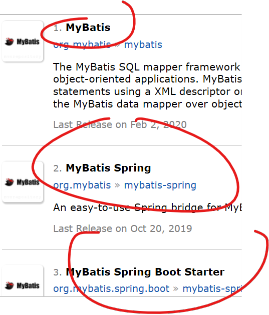 1. MyBatis
org.mybatis » mybatis
The MyBatis SQL mapper framework
object-oriented applications. MyBatis
statements using a XML descriptor or
the MyBatis data mapper over object
Last Release on Feb 2, 2020
MyBatis
2. MyBatis Spring
org.mybatis » mybatis-spring
An easy-to-use Spring bridge for MyB
Last Release on Oct 20, 2019
MyBatis
3. MyBatis Spring Boot Starter
org.mybatis.spring.boot » mybatis-spri